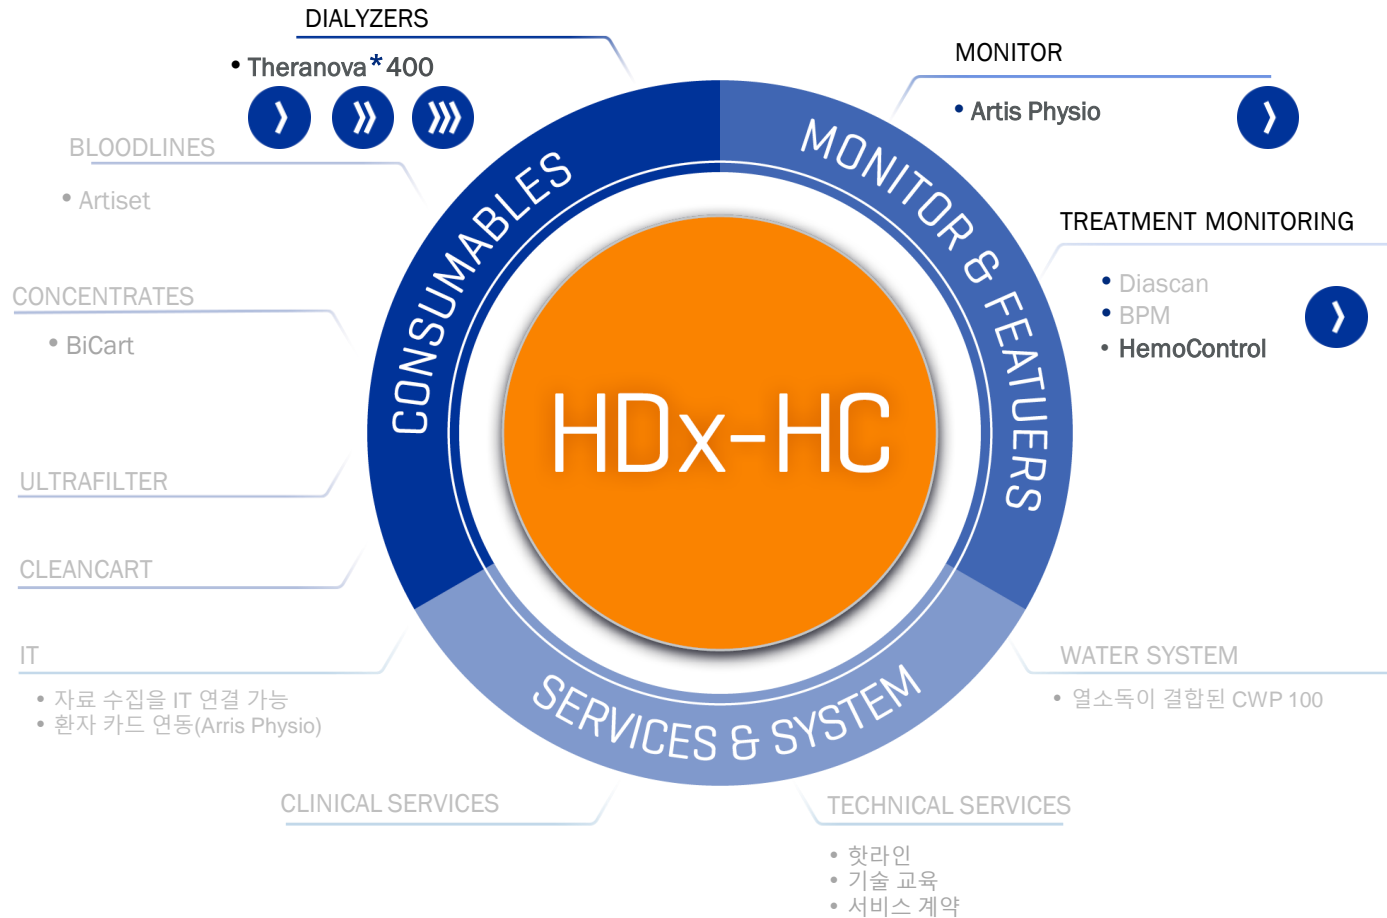 DIALYZERS
• Theranova*400
BLOODLINES
• Artiset
CONCENTRATES
• BiCart
ULTRAFILTER
CLEANCART
IT
• 자료 수집을 IT 연결 가능
• 환자 카드 연동(Arris Physio)
CLINICAL SERVICES
CONSUMABLES
MONITOR & FEATUERS
SERVICES & SYSTEM
HDx-HC
MONITOR
• Artis Physio
TREATMENT MONITORING
• Diascan
• BPM
• HemoControl
WATER SYSTEM
• 열소독이 결합된 CWP 100
TECHNICAL SERVICES
• 핫라인
• 기술 교육
• 서비스 계약